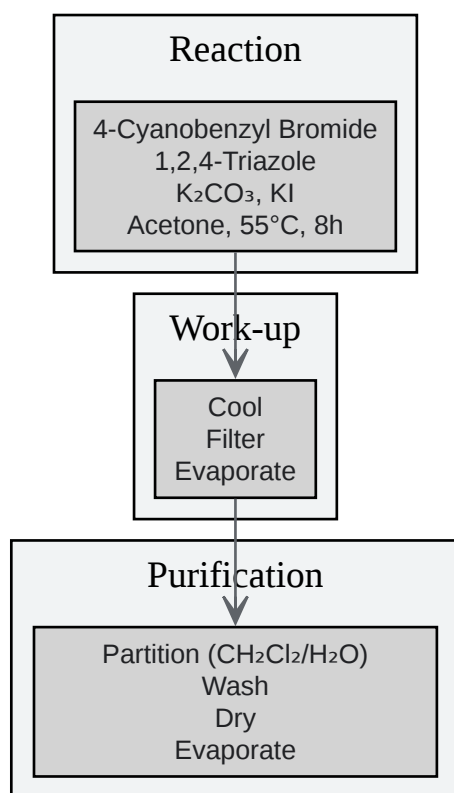 Reaction
4-Cyanobenzyl Bromide
1,2,4-Triazole
K₂CO₃, KI
Acetone, 55°C, 8h
Work-up
Cool
Filter
Evaporate
Purification
Partition (CH₂Cl₂/H₂O)
Wash
Dry
Evaporate